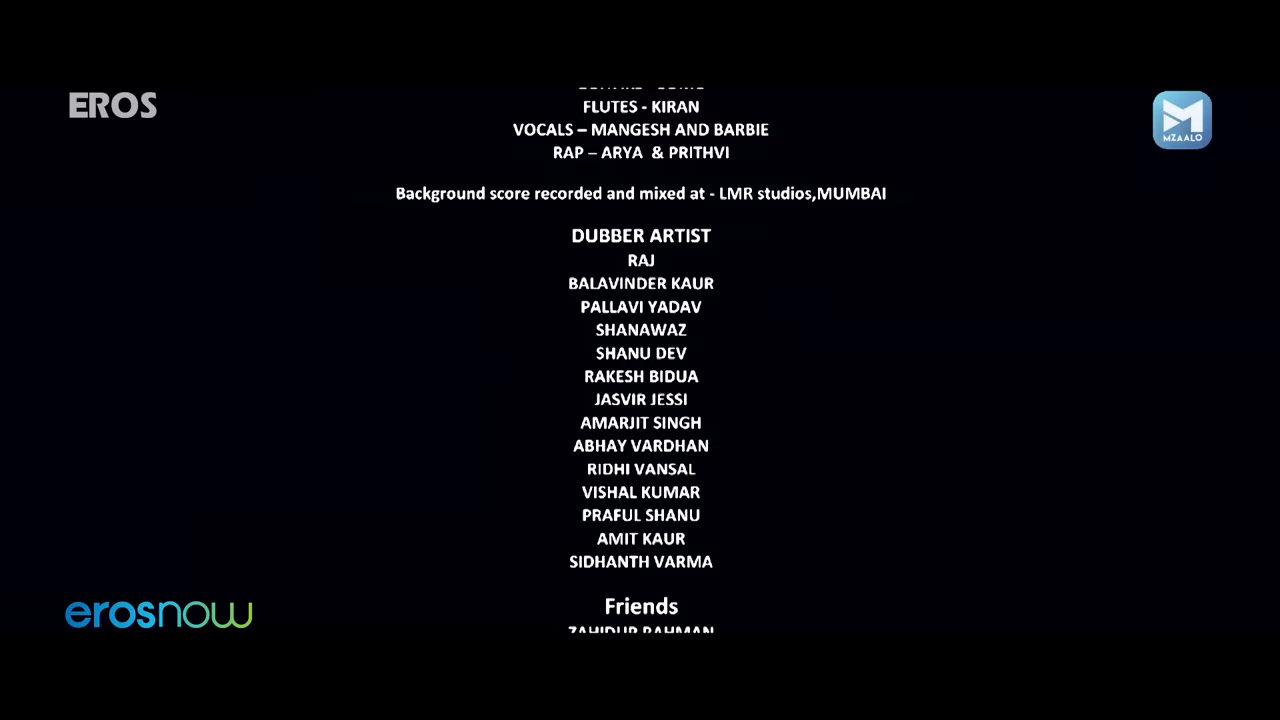 EROS
MZAALO
FLUTES - KIRAN
VOCALS – MANGESH AND BARBIE
RAP – ARYA & PRITHVI
Background score recorded and mixed at - LMR studios,MUMBAI
DUBBER ARTIST
RAJ
BALAVINDER KAUR
PALLAVI YADAV
SHANAWAZ
SHANU DEV
RAKESH BIDUA
JASVIR JESSI
AMARJIT SINGH
ABHAY VARDHAN
RIDHI VANSAL
VISHAL KUMAR
PRAFUL SHANU
AMIT KAUR
SIDHANTH VARMA
Friends
ZAHIDUR RAHMAN
erosnow